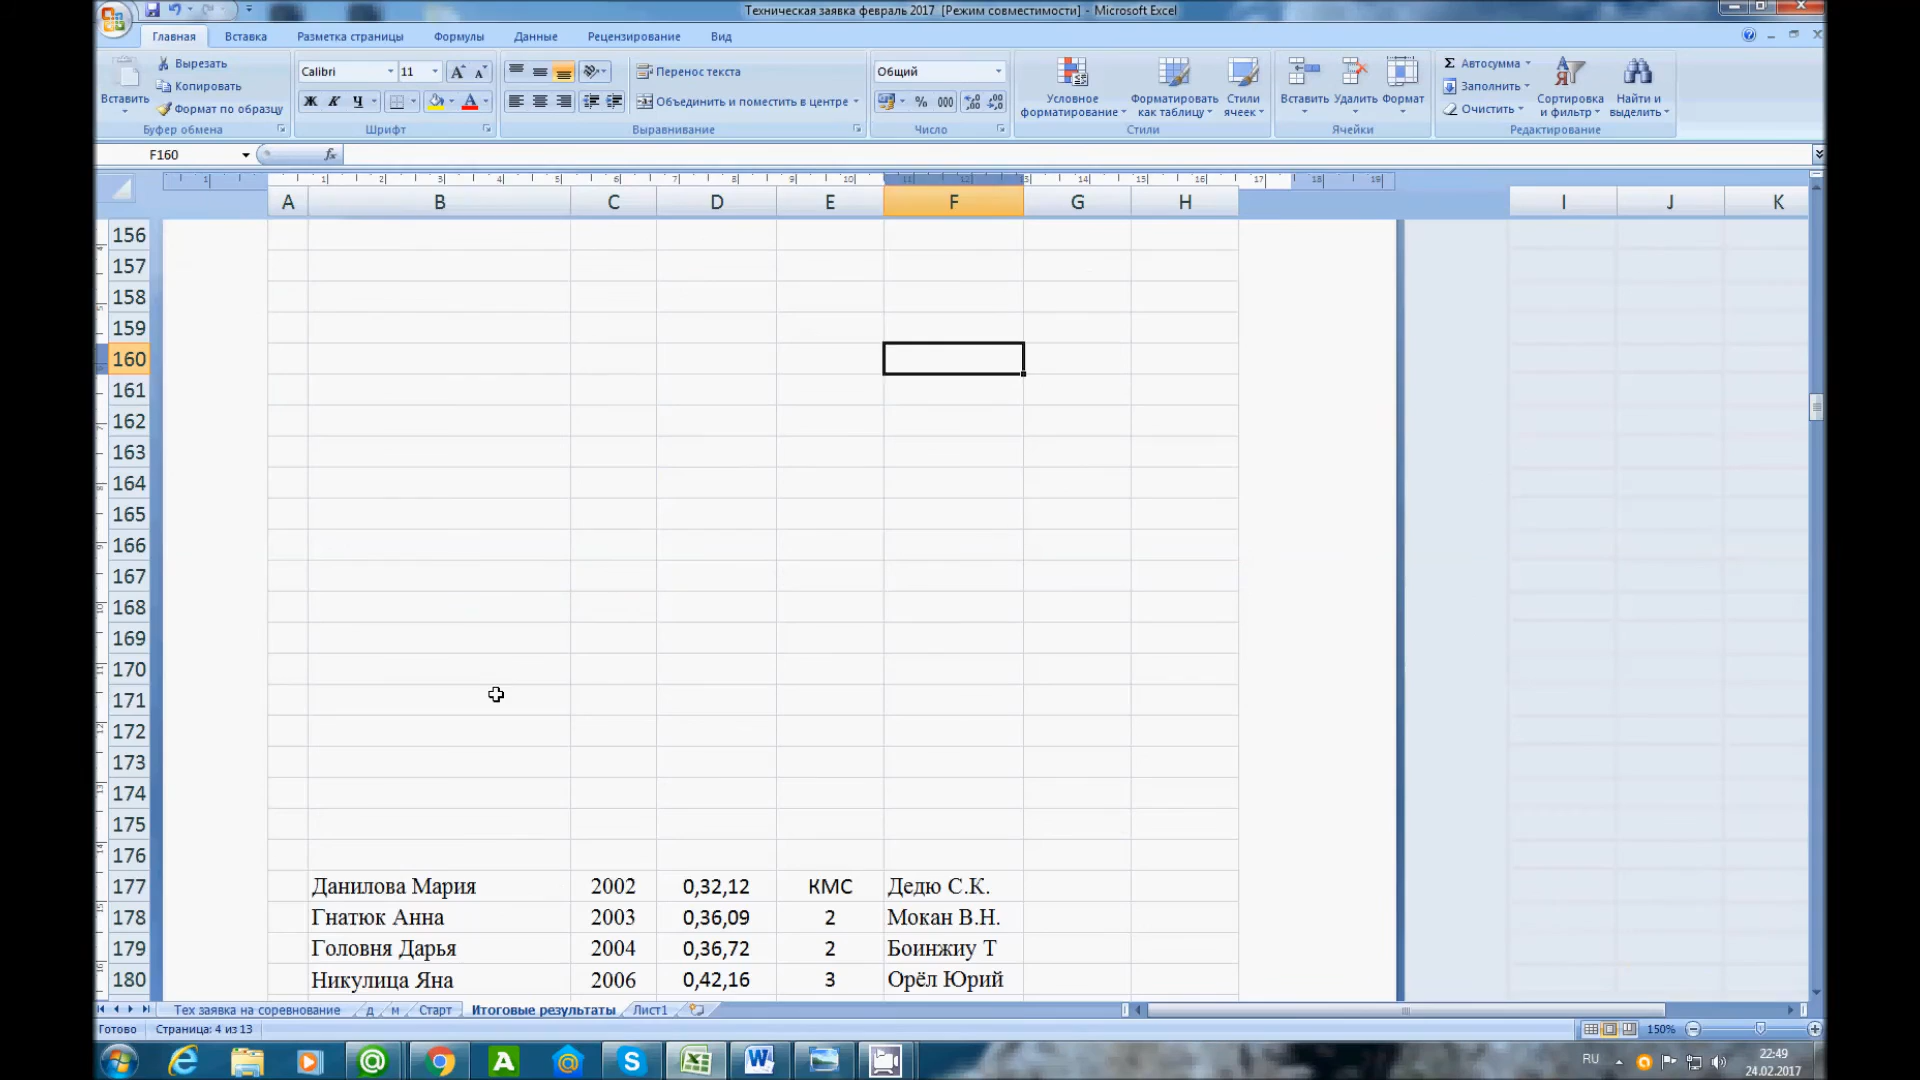 Техническая заявка февраль 2017 [Режим совместимости] - Microsoft Excel
Главная Вставка Разметка страницы Формулы Данные Рецензирование Вид
Вставить
Вырезать
Копировать
Формат по образцу
Буфер обмена
Calibri 11
Ж К Ч
Шрифт
Перенос текста
Объединить и поместить в центре
Выравнивание
Общий
% 000
Число
Условное форматирование
Форматировать как таблицу
Стили ячеек
Стили
Вставить Удалить Формат
Ячейки
Σ Автосумма
Заполнить
Очистить
Сортировка и фильтр
Найти и выделить
Редактирование
F160 fx
A B C D E F G H I J K
156
157
158
159
160
161
162
163
164
165
166
167
168
169
170
171
172
173
174
175
176
177 Данилова Мария 2002 0,32,12 КМС Дедю С.К.
178 Гнатюк Анна 2003 0,36,09 2 Мокан В.Н.
179 Головня Дарья 2004 0,36,72 2 Боинжиу Т
180 Никулица Яна 2006 0,42,16 3 Орёл Юрий
Тех заявка на соревнование д м Старт Итоговые результаты Лист1
Готово Страница: 4 из 13 150%
RU 22:49
24.02.2017